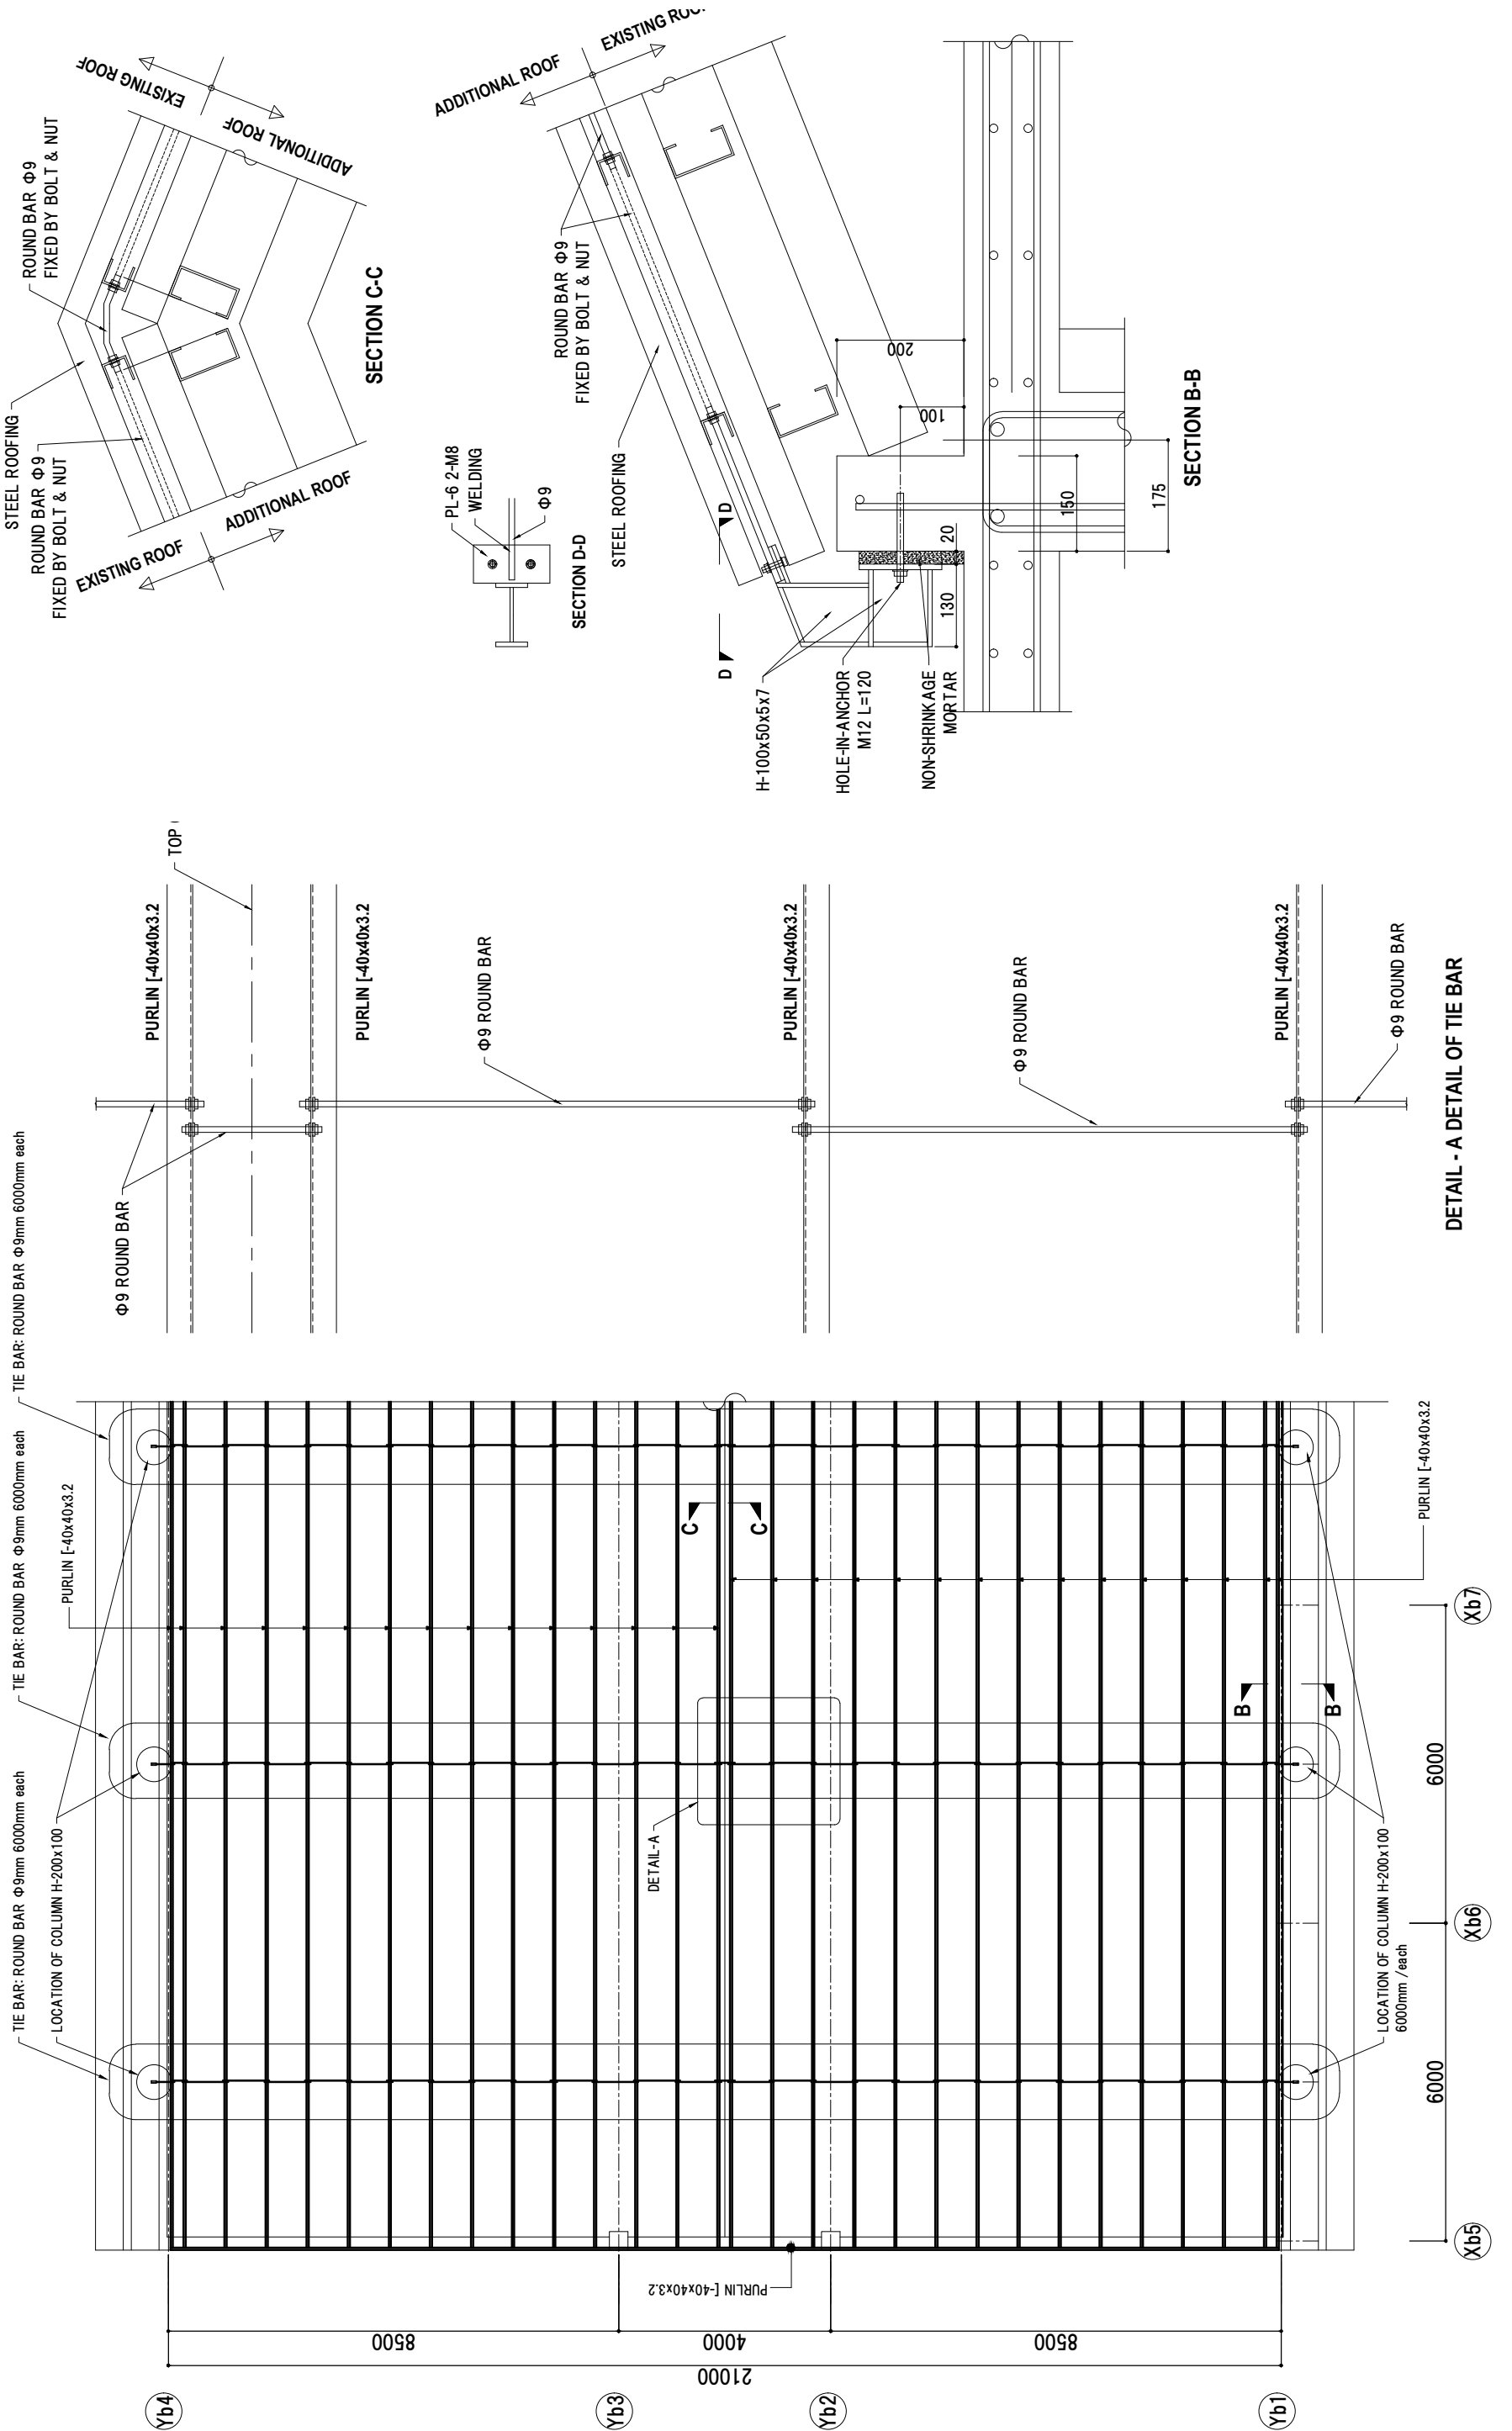 STEEL ROOFING
ROUND BAR Φ9
FIXED BY BOLT & NUT
ROUND BAR Φ9
FIXED BY BOLT & NUT
EXISTING ROOF
ADDITIONAL ROOF
EXISTING ROOF
ADDITIONAL ROOF
SECTION C-C
PL-6 2-M8
WELDING
Φ9
SECTION D-D
ADDITIONAL ROOF
EXISTING
ROUND BAR Φ9
FIXED BY BOLT & NUT
STEEL ROOFING
D
D
H-100x50x5x7
HOLE-IN-ANCHOR
M12 L=120
NON-SHRINKAGE
MORTAR
200
100
130
20
150
175
SECTION B-B
TOP
PURLIN [-40x40x3.2
PURLIN [-40x40x3.2
PURLIN [-40x40x3.2
PURLIN [-40x40x3.2
Φ9 ROUND BAR
Φ9 ROUND BAR
Φ9 ROUND BAR
Φ9 ROUND BAR
DETAIL - A DETAIL OF TIE BAR
TIE BAR: ROUND BAR Φ9mm 6000mm each
TIE BAR: ROUND BAR Φ9mm 6000mm each
TIE BAR: ROUND BAR Φ9mm 6000mm each
LOCATION OF COLUMN H-200x100
PURLIN [-40x40x3.2
C
C
DETAIL-A
B
B
PURLIN [-40x40x3.2
LOCATION OF COLUMN H-200x100
6000mm /each
PURLIN [-40x40x3.2
8500
4000
8500
21000
6000
6000
Yb4
Yb3
Yb2
Yb1
Xb5
Xb6
Xb7